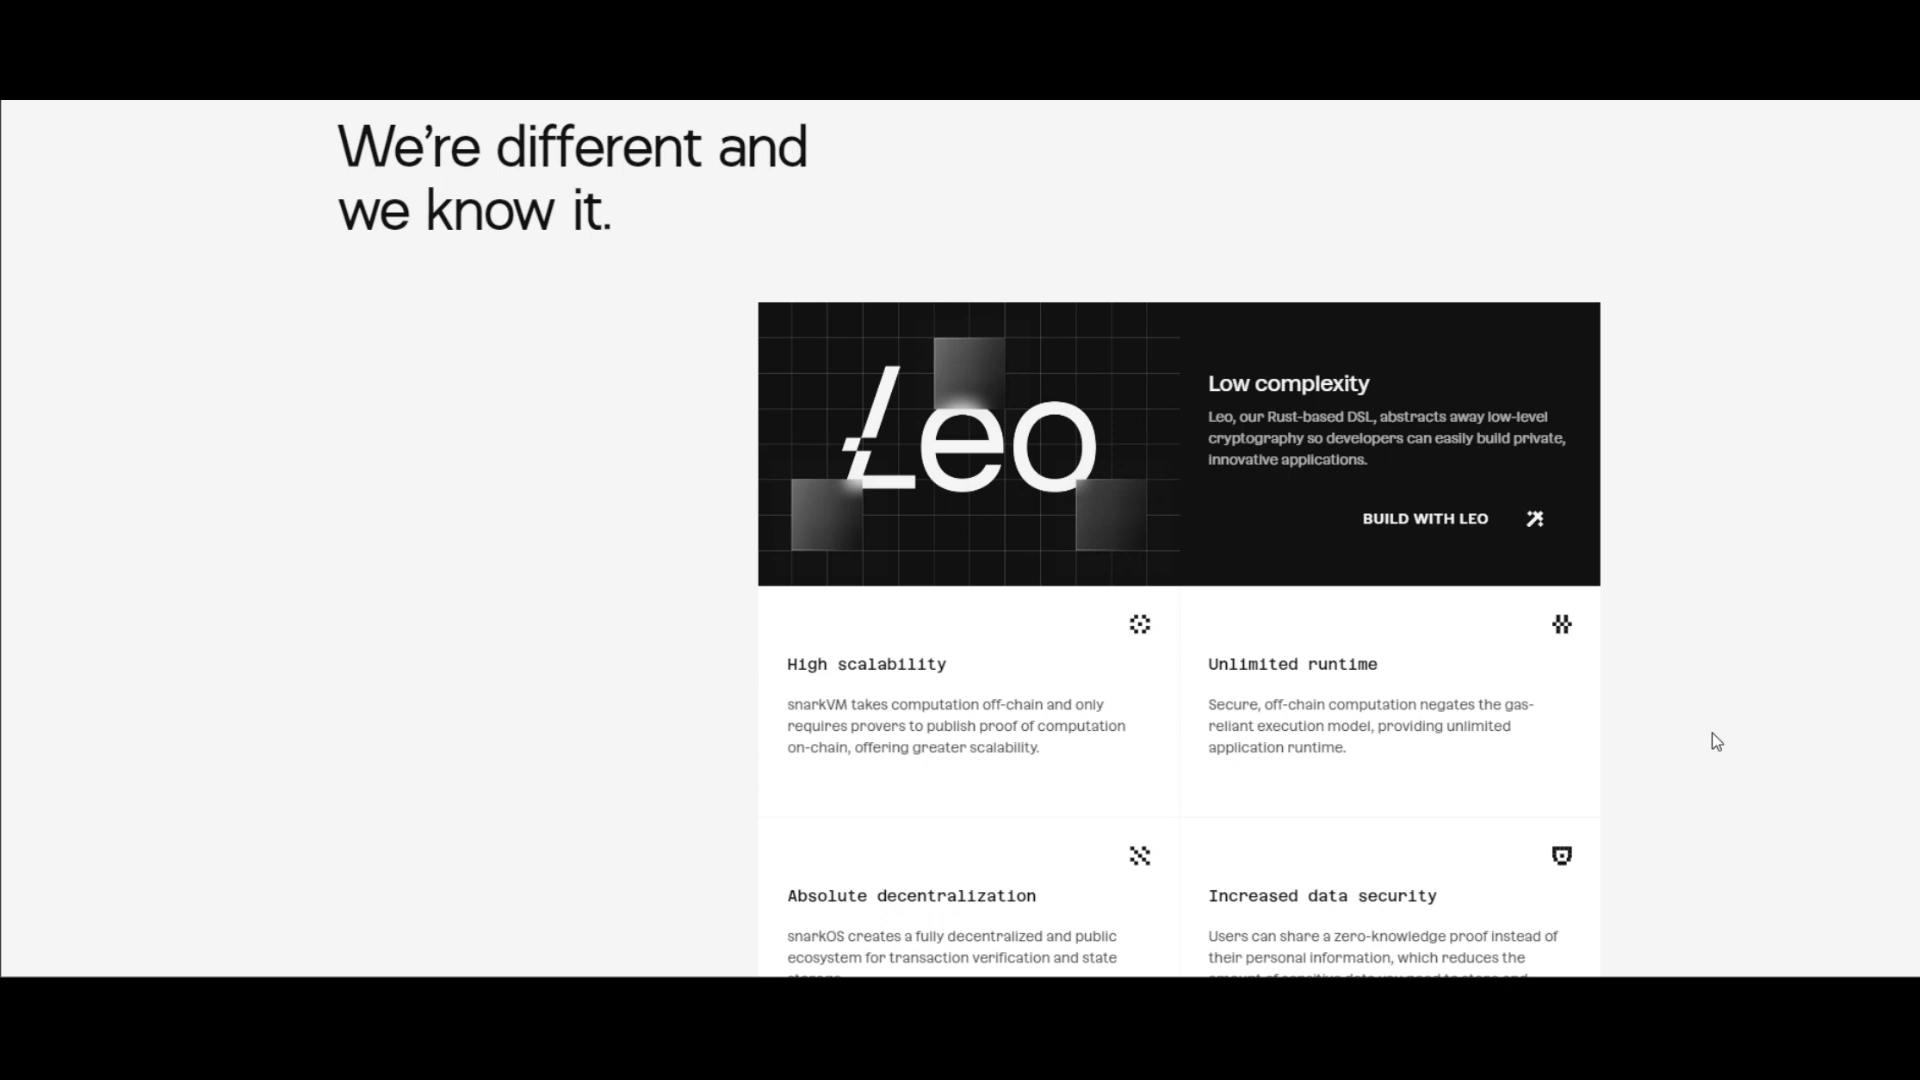 We're different and
we know it.
Leo
Low complexity
Leo, our Rust-based DSL, abstracts away low-level
cryptography so developers can easily build private,
innovative applications.
BUILD WITH LEO
High scalability
snarkVM takes computation off-chain and only
requires provers to publish proof of computation
on-chain, offering greater scalability.
Unlimited runtime
Secure, off-chain computation negates the gas-
reliant execution model, providing unlimited
application runtime.
Absolute decentralization
snarkOS creates a fully decentralized and public
ecosystem for transaction verification and state
Increased data security
Users can share a zero-knowledge proof instead of
their personal information, which reduces the